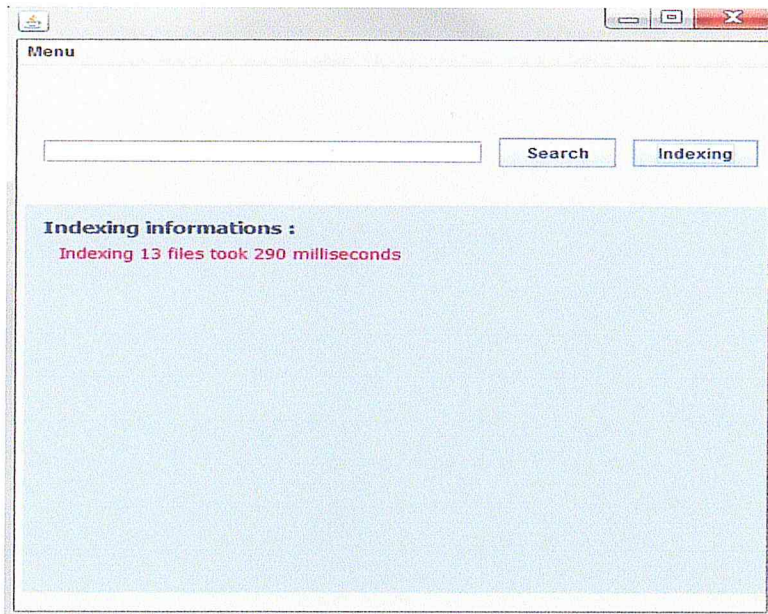 Menu
Search
Indexing
Indexing informations :
Indexing 13 files took 290 milliseconds